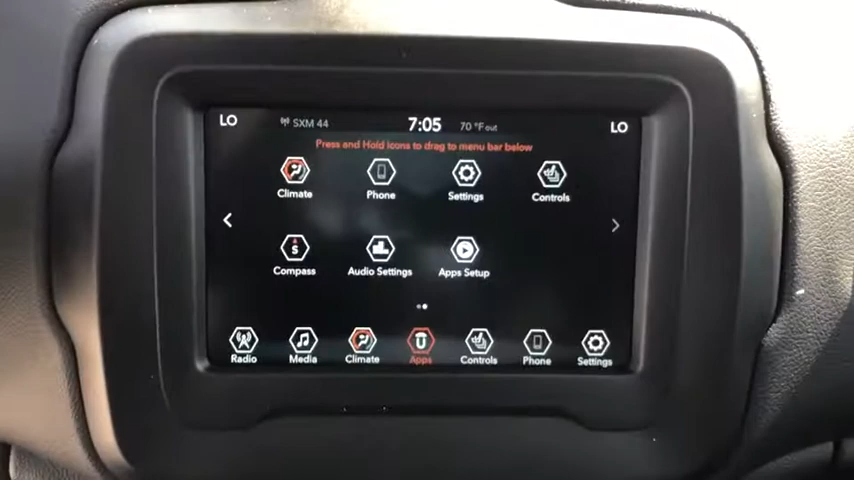 LO SXM 44 7:05 70 °F out LO
Press and Hold icons to drag to menu bar below
Climate Phone Settings Controls
S
Compass Audio Settings Apps Setup
Radio Media Climate Apps Controls Phone Settings